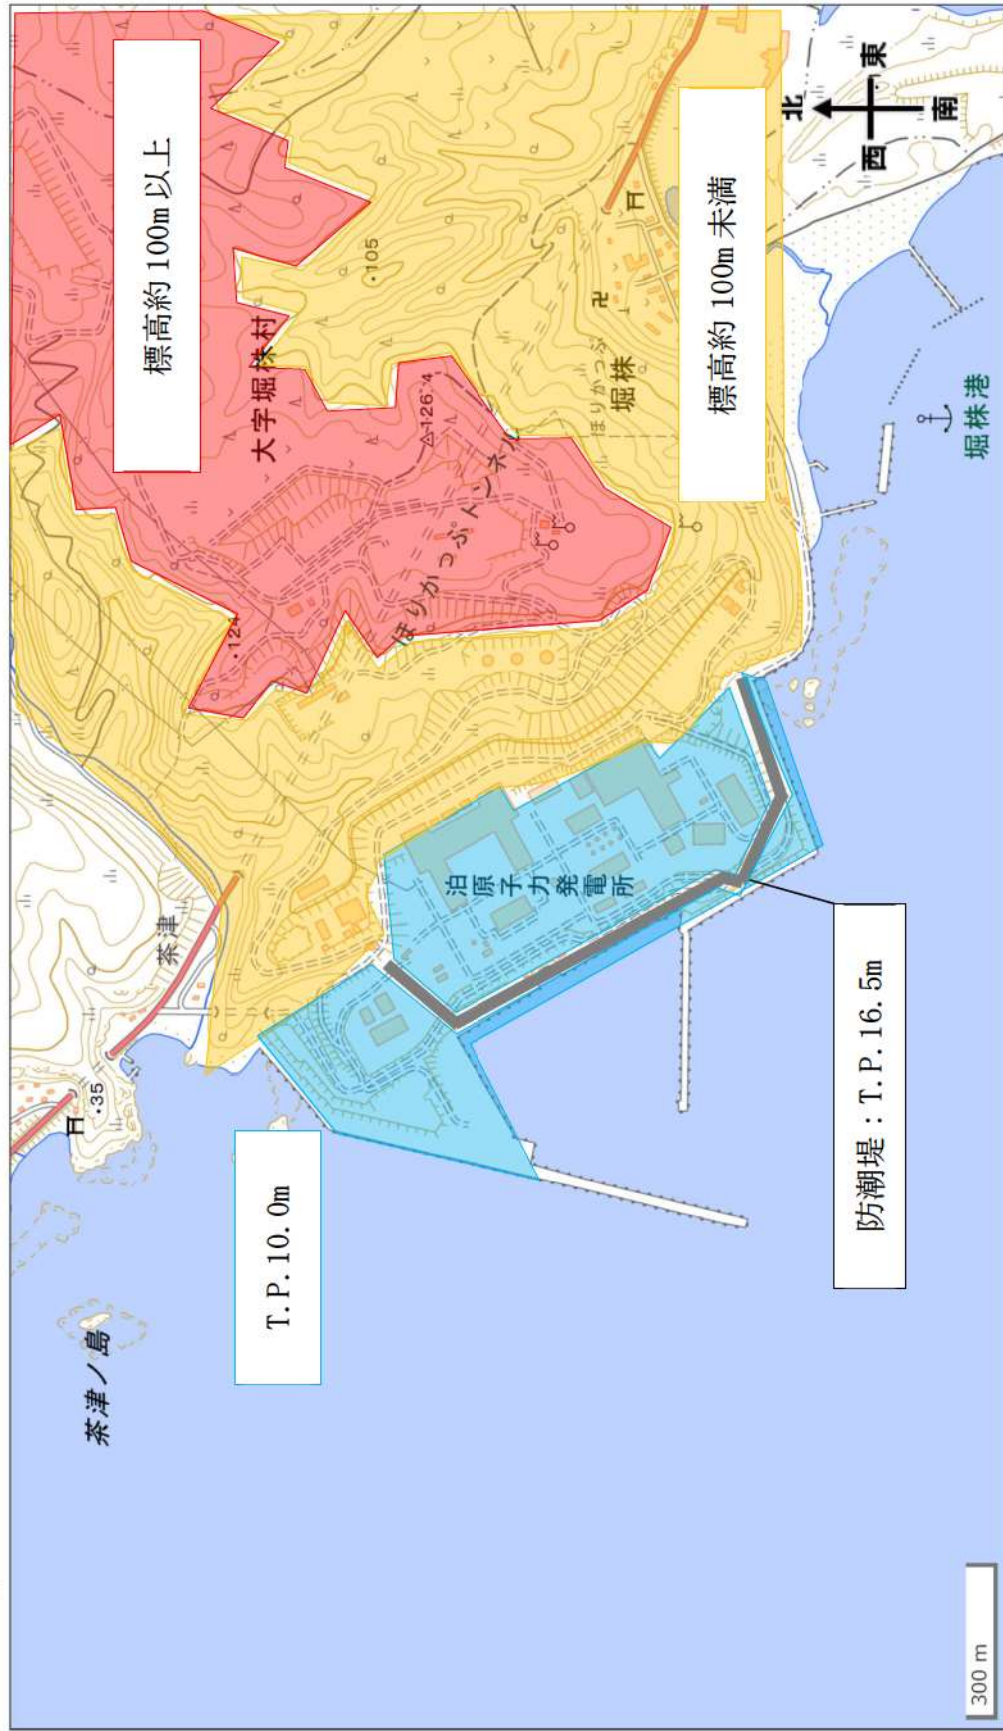 標高約100m以上
大字堀株村
・105
△126.4
・124
ほりかっぷトンネル
ほりかっぷ
堀株
標高約100m未満
北
西
東
南
堀株港
茶津
・35
茶津ノ島
泊
原
子
力
発
電
所
T.P.10.0m
防潮堤：T.P.16.5m
300 m